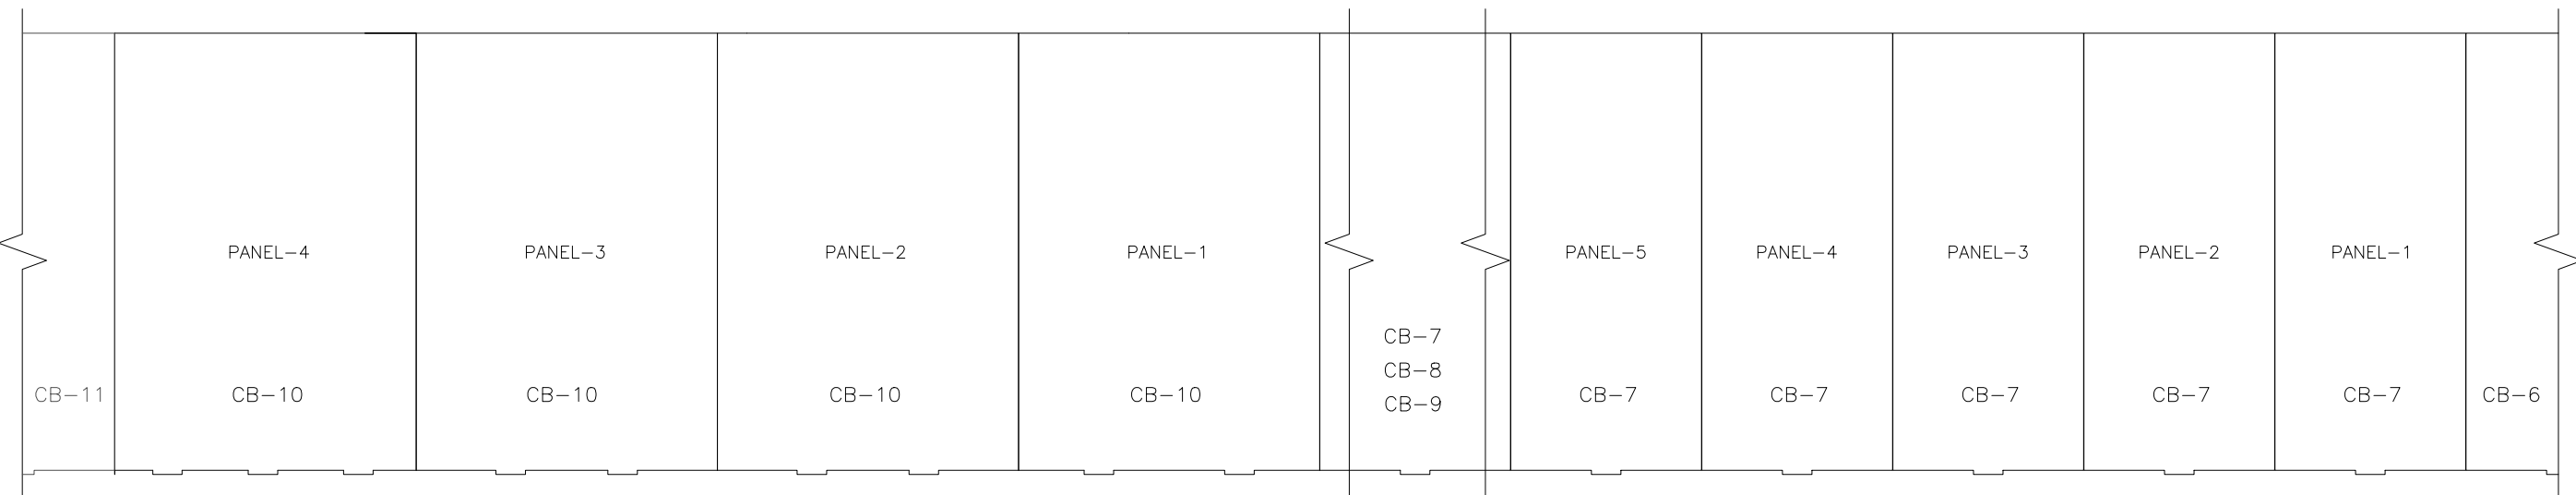 PANEL-4
PANEL-3
PANEL-2
PANEL-1
PANEL-5
PANEL-4
PANEL-3
PANEL-2
PANEL-1
CB-7
CB-8
CB-9
CB-11
CB-10
CB-10
CB-10
CB-10
CB-7
CB-7
CB-7
CB-7
CB-7
CB-6